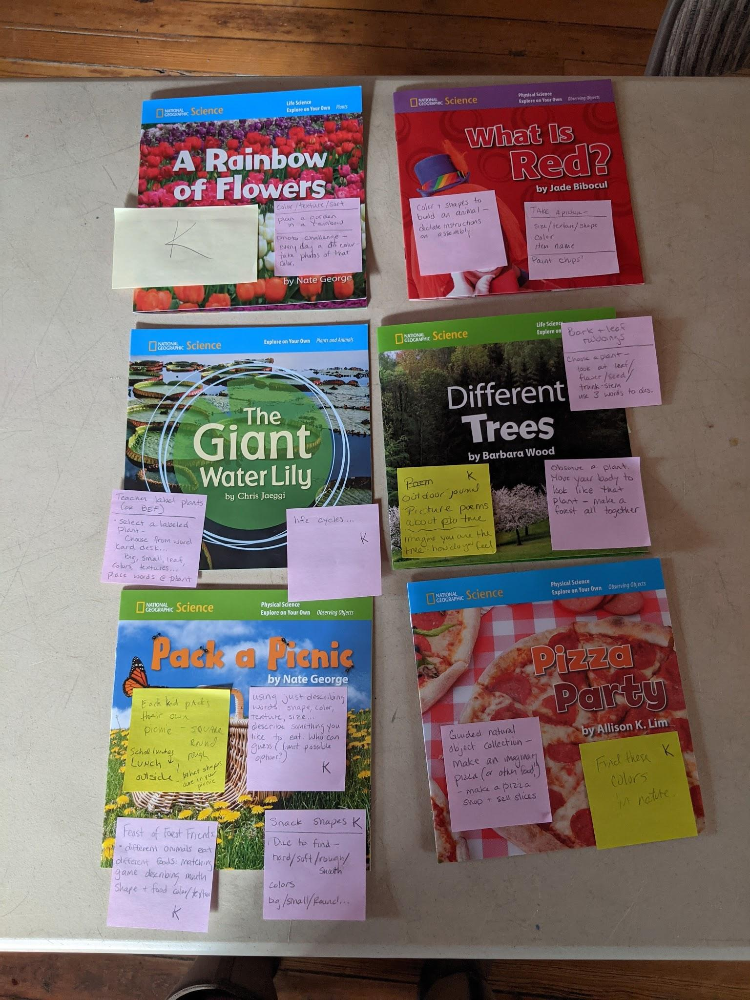 NATIONAL GEOGRAPHIC Science
Life Science
Explore on Your Own Plants
A Rainbow
of Flowers
by Nate George
K
Color/texture/sort
plan a garden
in a rainbow
photo challenge -
every day a dif color -
take photos of that
color.
NATIONAL GEOGRAPHIC Science
Physical Science
Explore on Your Own Observing Objects
What Is
Red?
by Jade Bibocul
Color + shapes to
build an animal -
dictate instructions
on assembly
TAKE a picture -
size/texture/shape
color
item name
Paint chips!
NATIONAL GEOGRAPHIC Science
Explore on Your Own Plants and Animals
The
Giant
Water Lily
by Chris Jaeggi
Teacher label plants
(or BEF)
· Select a labeled
plant -
Choose from word
card desk...
Big, small, leaf,
colors, textures...
place words @ plant
life cycles...
K
NATIONAL GEOGRAPHIC Science
Life Science
Explore on
Different
Trees
by Barbara Wood
Bark + leaf
rubbings
Choose a plant -
look at leaf/
flower/seed/
trunk-stem
use 3 words to des.
Poem K
outdoor journal
Picture poems
about tree
Imagine you are the
tree - how do you feel
Observe a plant.
Move your body to
look like that
plant - make a
forest all together
NATIONAL GEOGRAPHIC Science
Physical Science
Explore on Your Own Observing Objects
Pack a Picnic
by Nate George
Each kid packs
their own
picnic - square
Round
rough
School lunches
Lunch
outside
- What shapes
are in your
picnic
using just describing
words: shape, color,
texture, size...
describe something you
like to eat. Who can
guess (limit possible
options?)
K
Feast of Forest Friends:
· different animals eat
different foods: matching
game describing mouth
shape + food color/texture
K
Snack shapes K
Dice to find -
hard/soft/rough/
smooth
colors
big/small/Round...
NATIONAL GEOGRAPHIC Science
Physical Science
Explore on Your Own Observing Objects
Pizza
Party
by Allison K. Lim
Guided natural
object collection -
make an imaginary
pizza (or other food!)
- make a pizza
shop + sell slices
Find these K
colors
in nature.